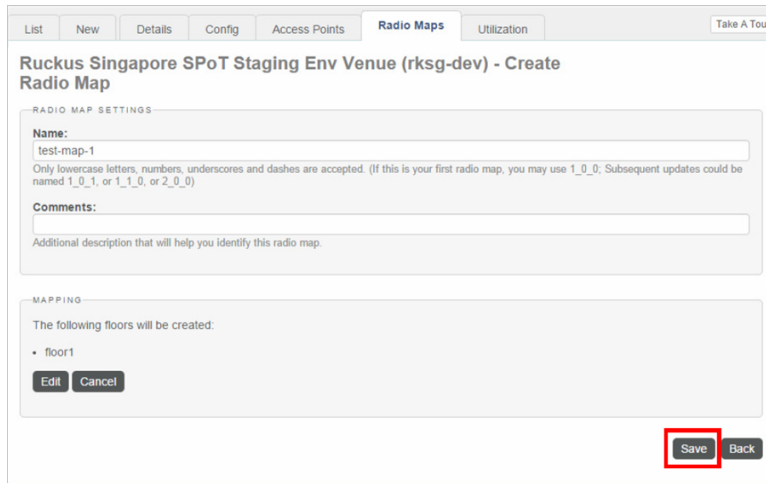 List New Details Config Access Points Radio Maps Utilization Take A Tou
Ruckus Singapore SPoT Staging Env Venue (rksg-dev) - Create
Radio Map
RADIO MAP SETTINGS
Name:
test-map-1
Only lowercase letters, numbers, underscores and dashes are accepted. (If this is your first radio map, you may use 1_0_0; Subsequent updates could be
named 1_0_1, or 1_1_0, or 2_0_0)
Comments:
Additional description that will help you identify this radio map.
MAPPING
The following floors will be created:
• floor1
Edit Cancel
Save Back